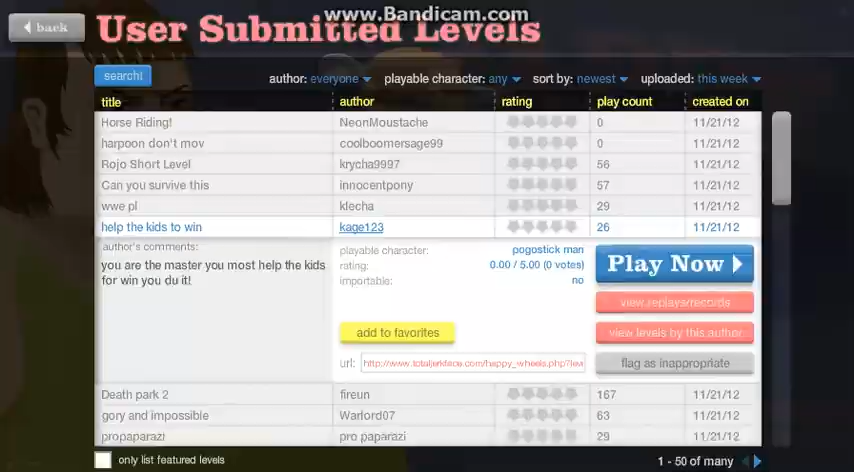 www.Bandicam.com
back
User Submitted Levels
search!
author: everyone playable character: any sort by: newest uploaded: this week
title author rating play count created on
Horse Riding! NeonMoustache 0 11/21/12
harpoon don't mov coolboomersage99 0 11/21/12
Rojo Short Level krycha9997 56 11/21/12
Can you survive this innocentpony 57 11/21/12
wwe pl klecha 29 11/21/12
help the kids to win kage123 26 11/21/12
author's comments:
you are the master you most help the kids
for win you du it!
playable character: pogostick man
rating: 0.00 / 5.00 (0 votes)
importable: no
add to favorites
url: http://www.totaljerkface.com/happy_wheels.php?lev
Play Now
view replays/records
view levels by this author
flag as inappropriate
Death park 2 fireun 167 11/21/12
gory and impossible Warlord07 63 11/21/12
propaparazi pro paparazi 29 11/21/12
only list featured levels
1 - 50 of many